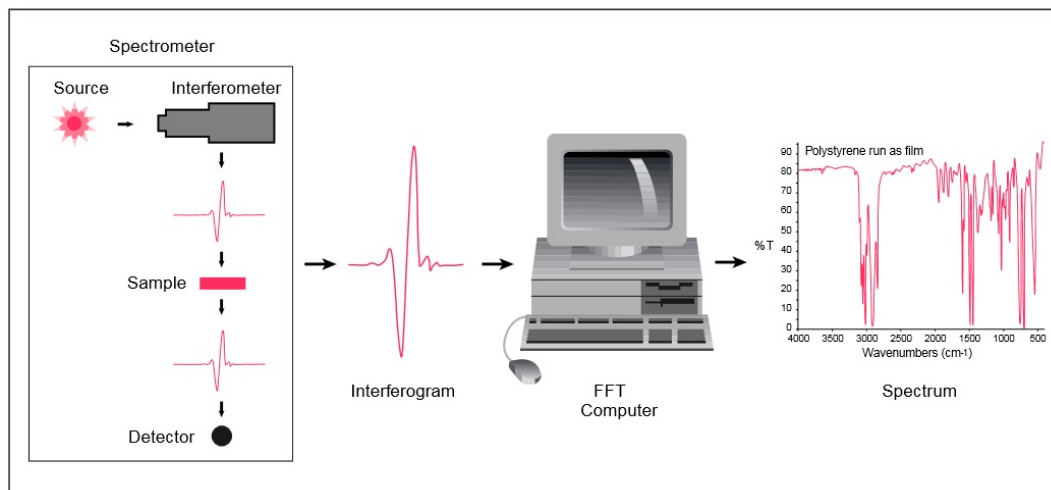 Spectrometer
Source
Interferometer
Sample
Detector
Interferogram
FFT
Computer
Polystyrene run as film
%T
90
80
70
60
50
40
30
20
10
0
4000 3000 2500 2000 1500 1000 500
Wavenumbers (cm-1)
Spectrum